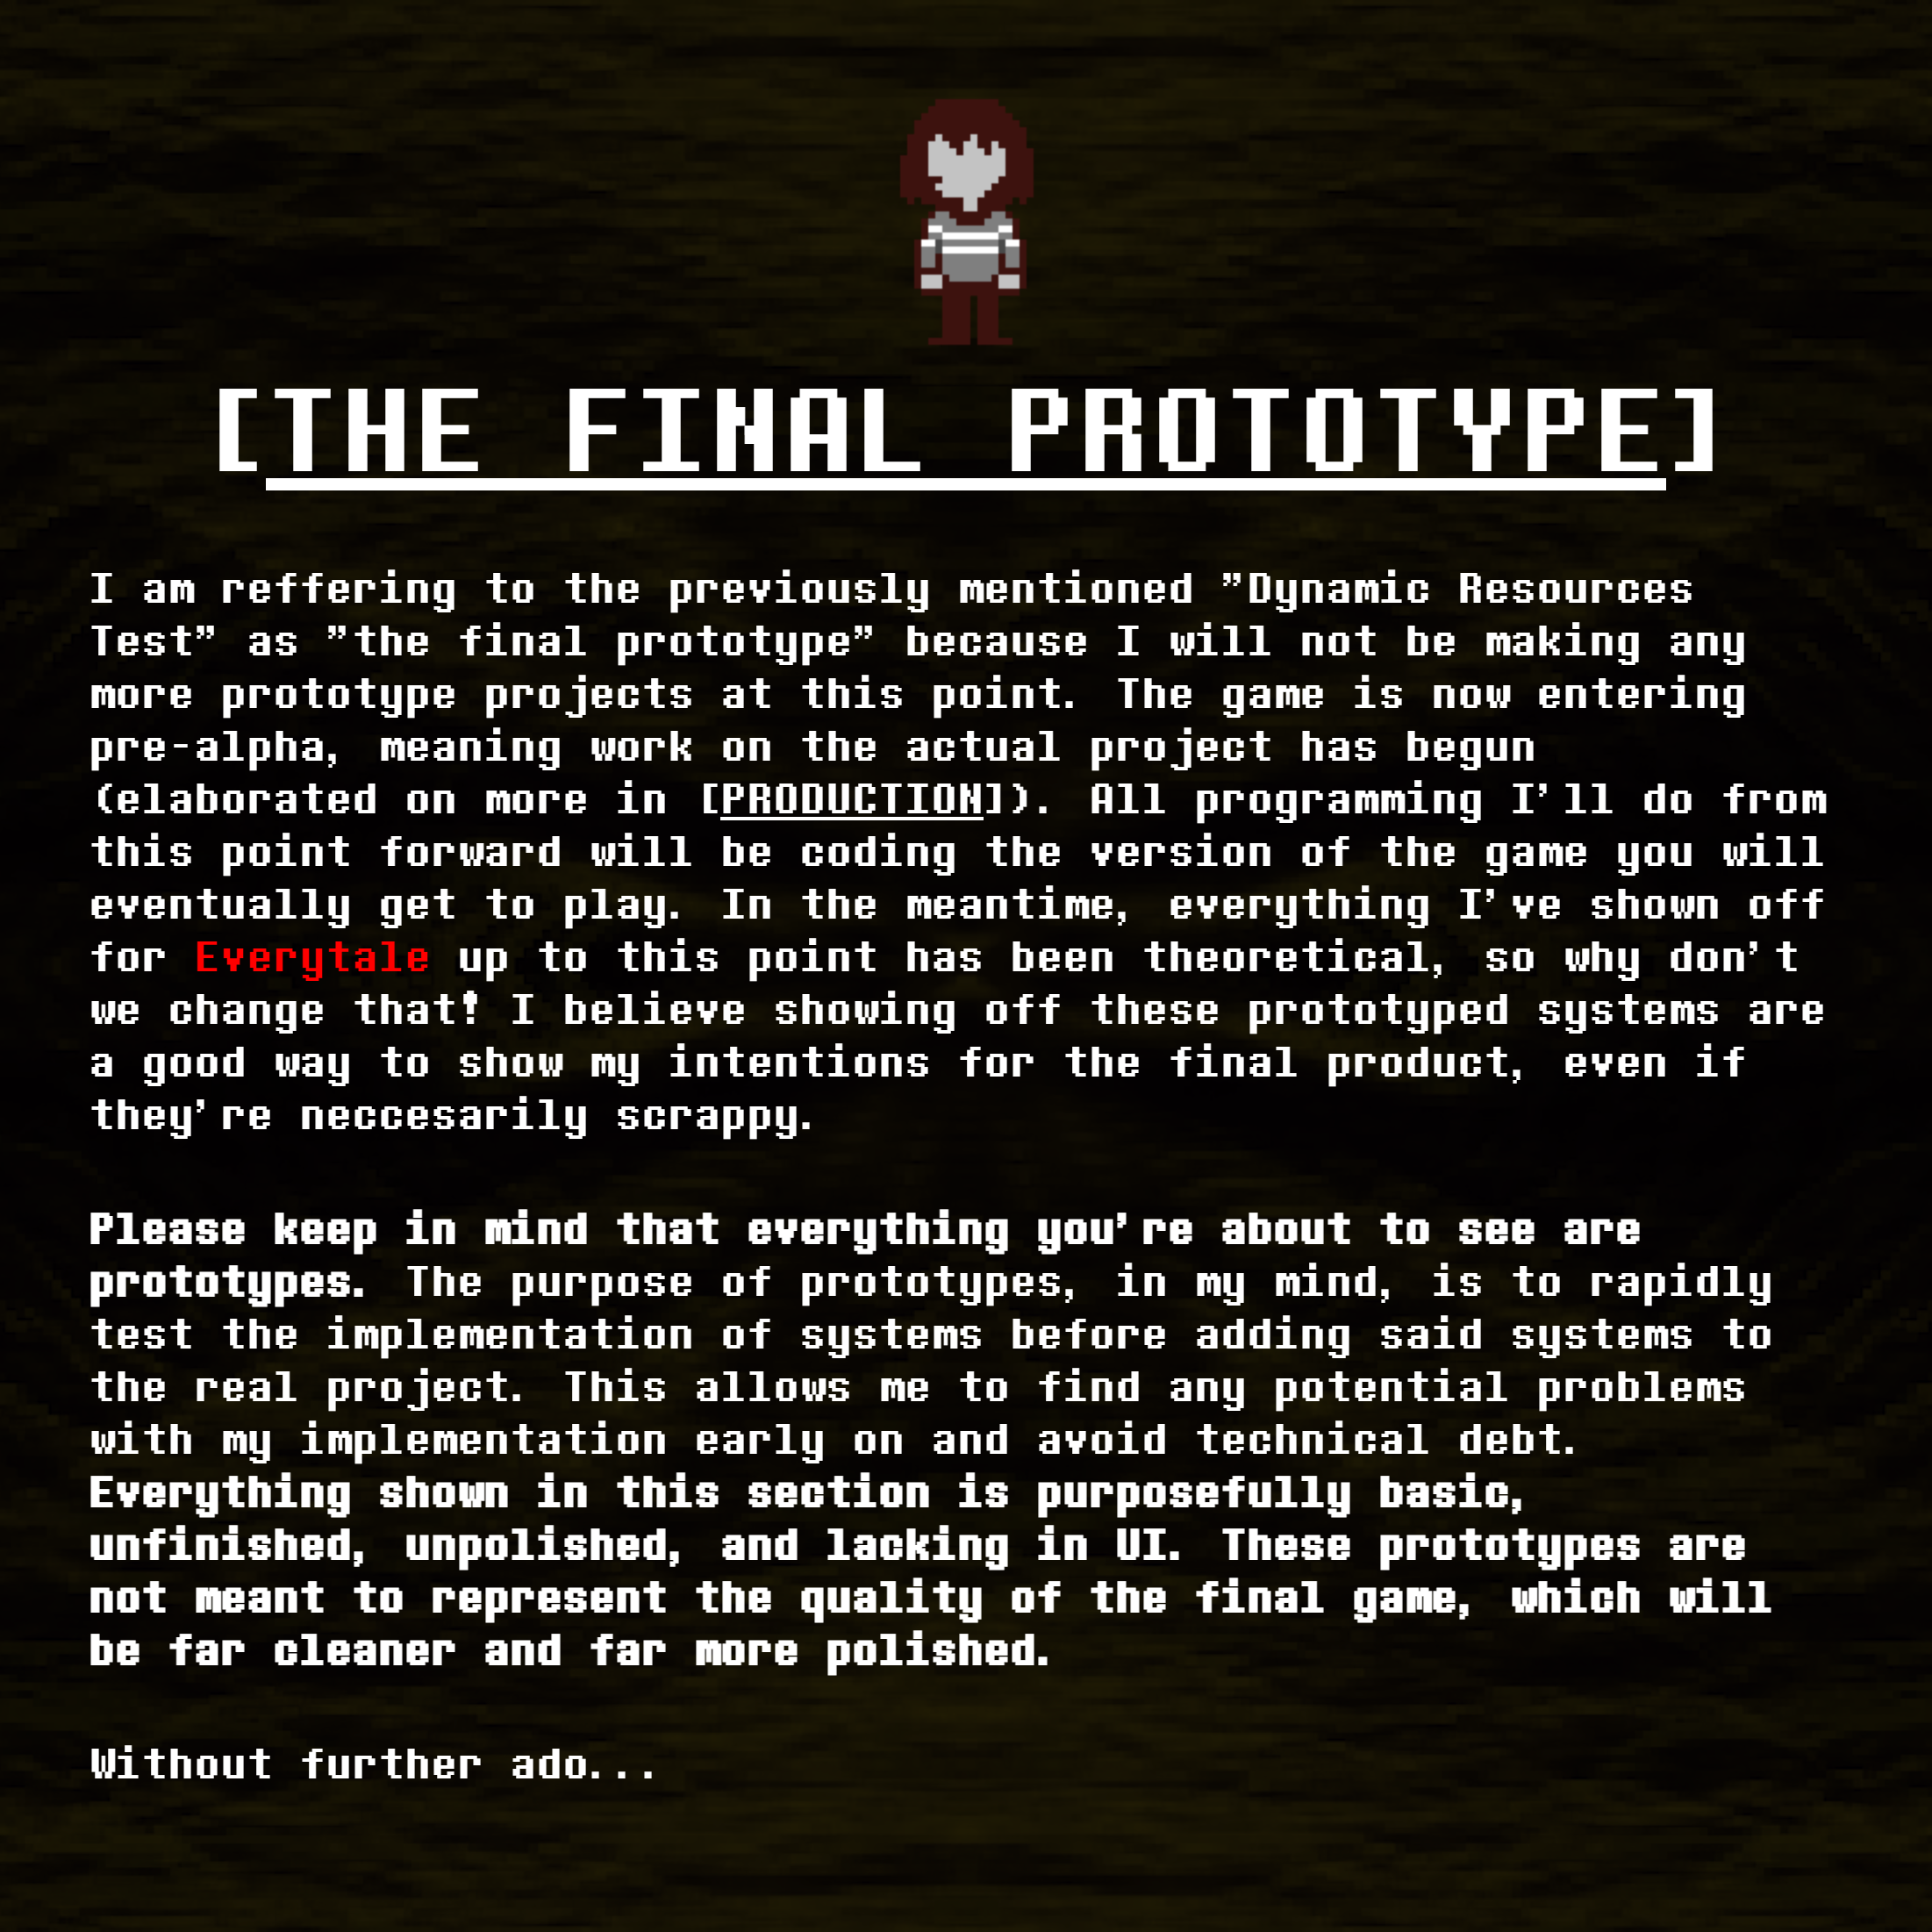 [THE FINAL PROTOTYPE]
I am reffering to the previously mentioned "Dynamic Resources
Test" as "the final prototype" because I will not be making any
more prototype projects at this point. The game is now entering
pre-alpha, meaning work on the actual project has begun
(elaborated on more in [PRODUCTION]). All programming I'll do from
this point forward will be coding the version of the game you will
eventually get to play. In the meantime, everything I've shown off
for Everytale up to this point has been theoretical, so why don't
we change that! I believe showing off these prototyped systems are
a good way to show my intentions for the final product, even if
they're neccesarily scrappy.
Please keep in mind that everything you're about to see are
prototypes. The purpose of prototypes, in my mind, is to rapidly
test the implementation of systems before adding said systems to
the real project. This allows me to find any potential problems
with my implementation early on and avoid technical debt.
Everything shown in this section is purposefully basic,
unfinished, unpolished, and lacking in UI. These prototypes are
not meant to represent the quality of the final game, which will
be far cleaner and far more polished.
Without further ado...